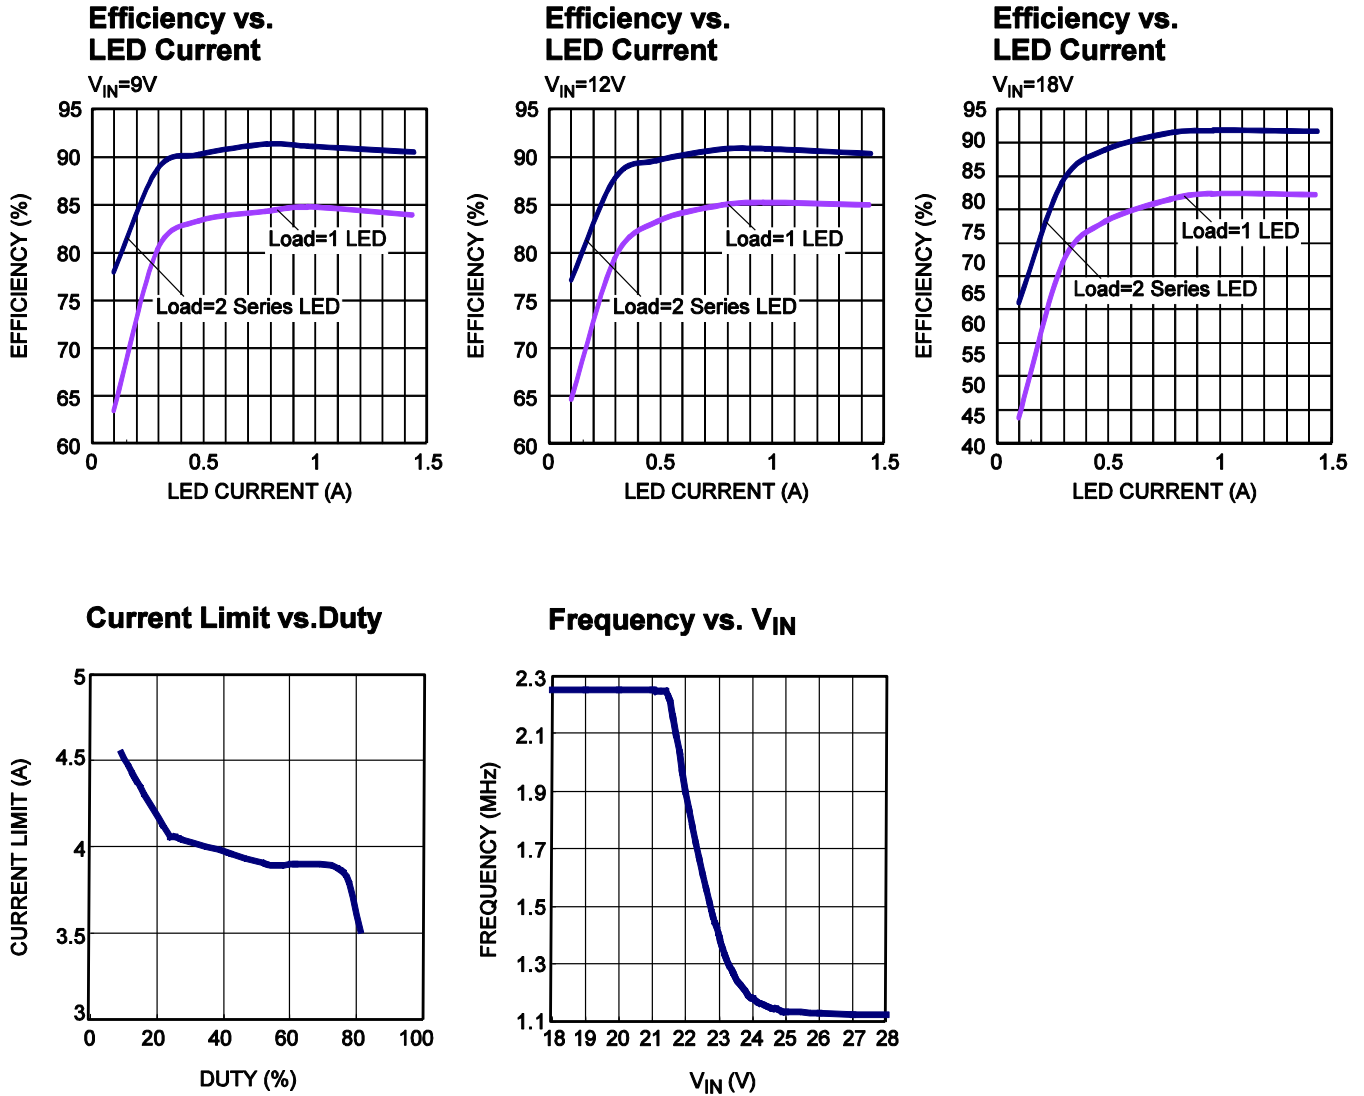 Efficiency vs.
LED Current
VIN=9V
95
90
85
80
75
70
65
60
0
0.5
1
1.5
EFFICIENCY (%)
LED CURRENT (A)
Load=1 LED
Load=2 Series LED
Efficiency vs.
LED Current
VIN=12V
95
90
85
80
75
70
65
60
0
0.5
1
1.5
EFFICIENCY (%)
LED CURRENT (A)
Load=1 LED
Load=2 Series LED
Efficiency vs.
LED Current
VIN=18V
95
90
85
80
75
70
65
60
55
50
45
40
0
0.5
1
1.5
EFFICIENCY (%)
LED CURRENT (A)
Load=1 LED
Load=2 Series LED
Current Limit vs.Duty
5
4.5
4
3.5
3
0
20
40
60
80
100
CURRENT LIMIT (A)
DUTY (%)
Frequency vs. VIN
2.3
2.1
1.9
1.7
1.5
1.3
1.1
18 19 20 21 22 23 24 25 26 27 28
FREQUENCY (MHz)
VIN (V)